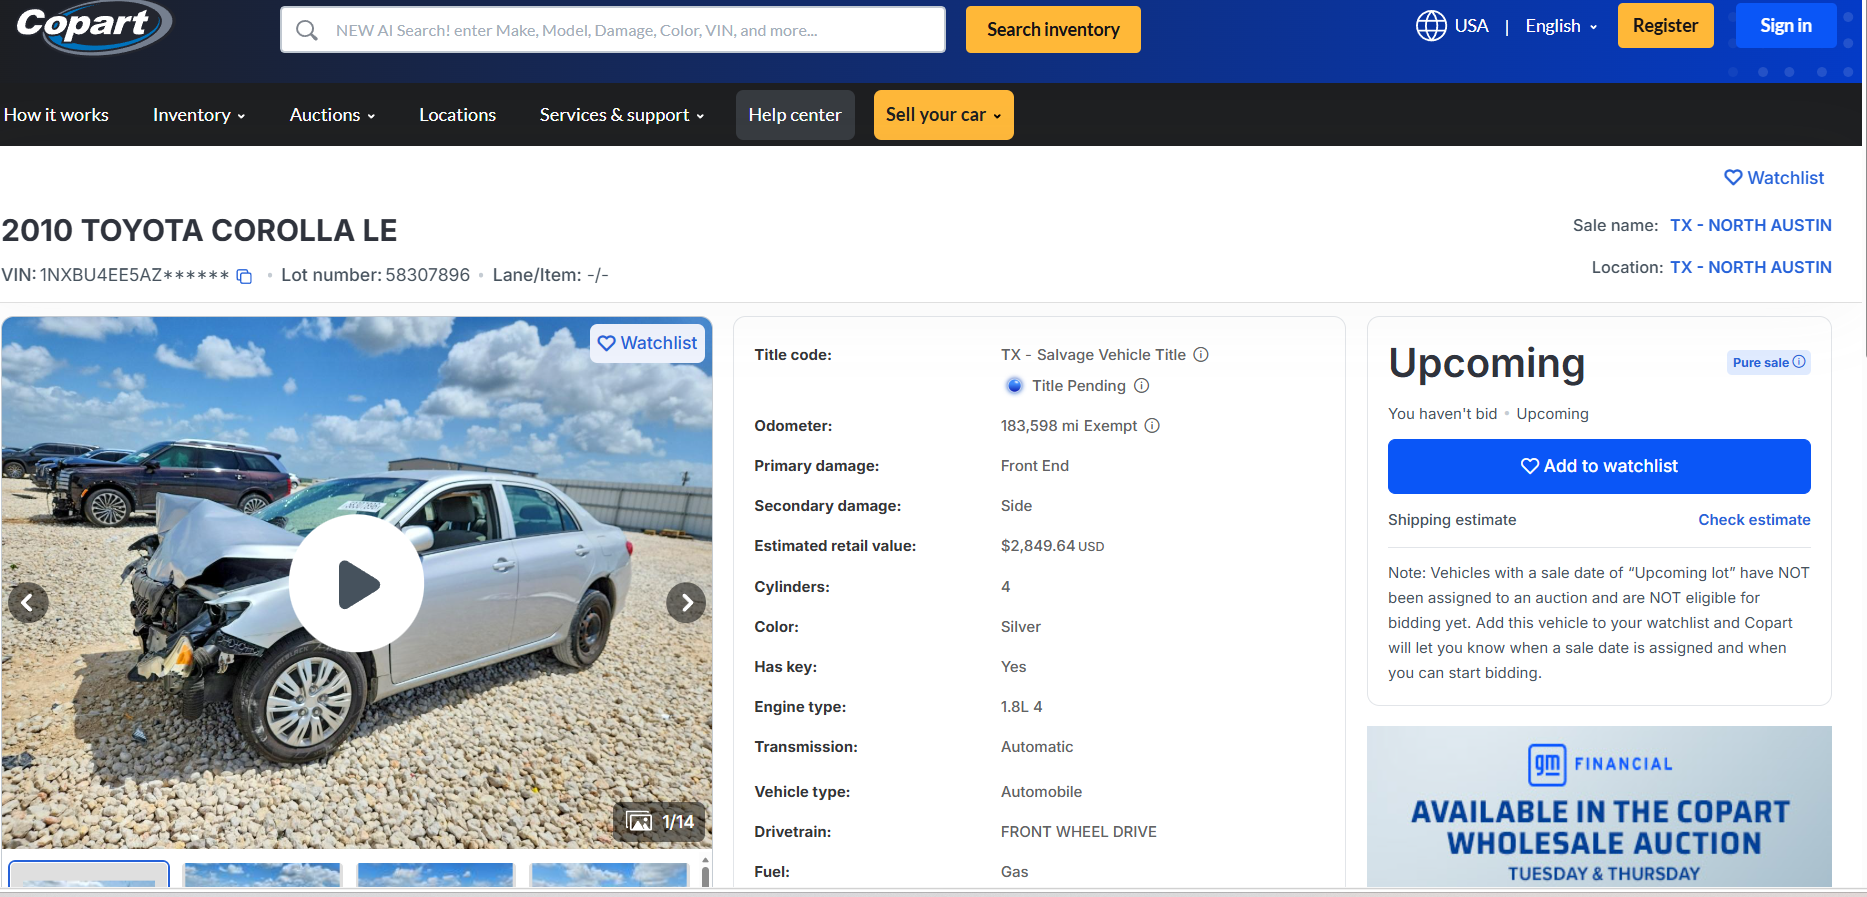 Copart
NEW AI Search! enter Make, Model, Damage, Color, VIN, and more...
Search inventory
USA | English
Register
Sign in
How it works
Inventory
Auctions
Locations
Services & support
Help center
Sell your car
Watchlist
2010 TOYOTA COROLLA LE
Sale name: TX - NORTH AUSTIN
VIN: 1NXBU4EE5AZ****** • Lot number: 58307896 • Lane/Item: -/-
Location: TX - NORTH AUSTIN
Watchlist
1/14
Title code: TX - Salvage Vehicle Title
Title Pending
Odometer: 183,598 mi Exempt
Primary damage: Front End
Secondary damage: Side
Estimated retail value: $2,849.64 USD
Cylinders: 4
Color: Silver
Has key: Yes
Engine type: 1.8L 4
Transmission: Automatic
Vehicle type: Automobile
Drivetrain: FRONT WHEEL DRIVE
Fuel: Gas
Upcoming
Pure sale
You haven't bid • Upcoming
Add to watchlist
Shipping estimate Check estimate
Note: Vehicles with a sale date of “Upcoming lot” have NOT
been assigned to an auction and are NOT eligible for
bidding yet. Add this vehicle to your watchlist and Copart
will let you know when a sale date is assigned and when
you can start bidding.
gm FINANCIAL
AVAILABLE IN THE COPART
WHOLESALE AUCTION
TUESDAY & THURSDAY